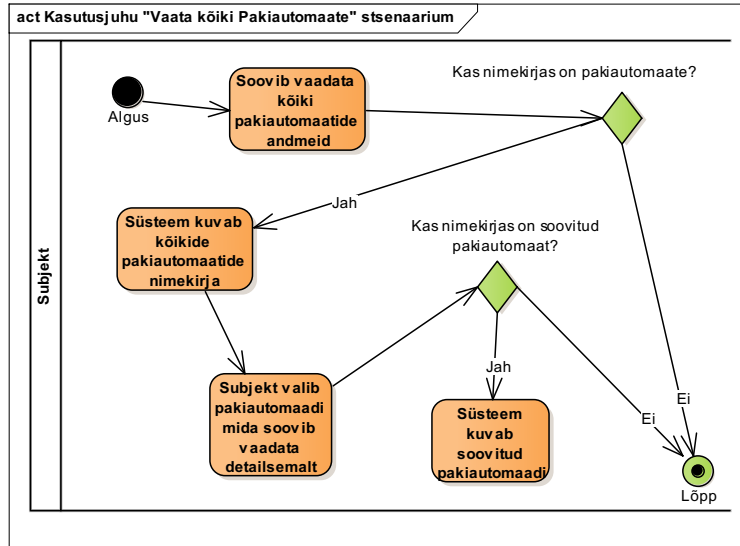 act Kasutusjuhu "Vaata kõiki Pakiautomaate" stsenaarium
Subjekt
Algus
Soovib vaadata
kõiki
pakiautomaatide
andmeid
Kas nimekirjas on pakiautomaate?
Jah
Süsteem kuvab
kõikide
pakiautomaatide
nimekirja
Kas nimekirjas on soovitud
pakiautomaat?
Subjekt valib
pakiautomaadi
mida soovib
vaadata
detailsemalt
Jah
Süsteem
kuvab
soovitud
pakiautomaadi
Ei
Ei
Lõpp